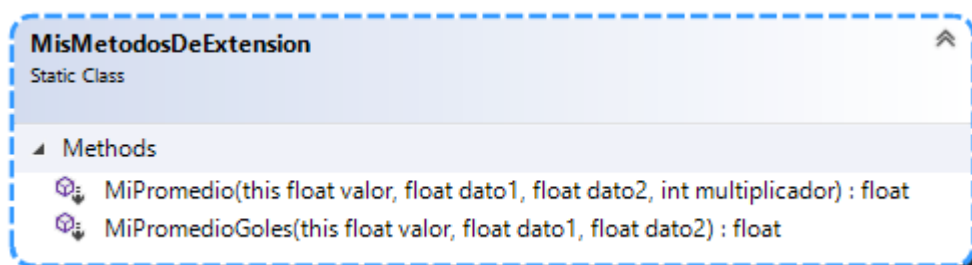 MisMetodosDeExtension
Static Class
Methods
MiPromedio(this float valor, float dato1, float dato2, int multiplicador) : float
MiPromedioGoles(this float valor, float dato1, float dato2) : float